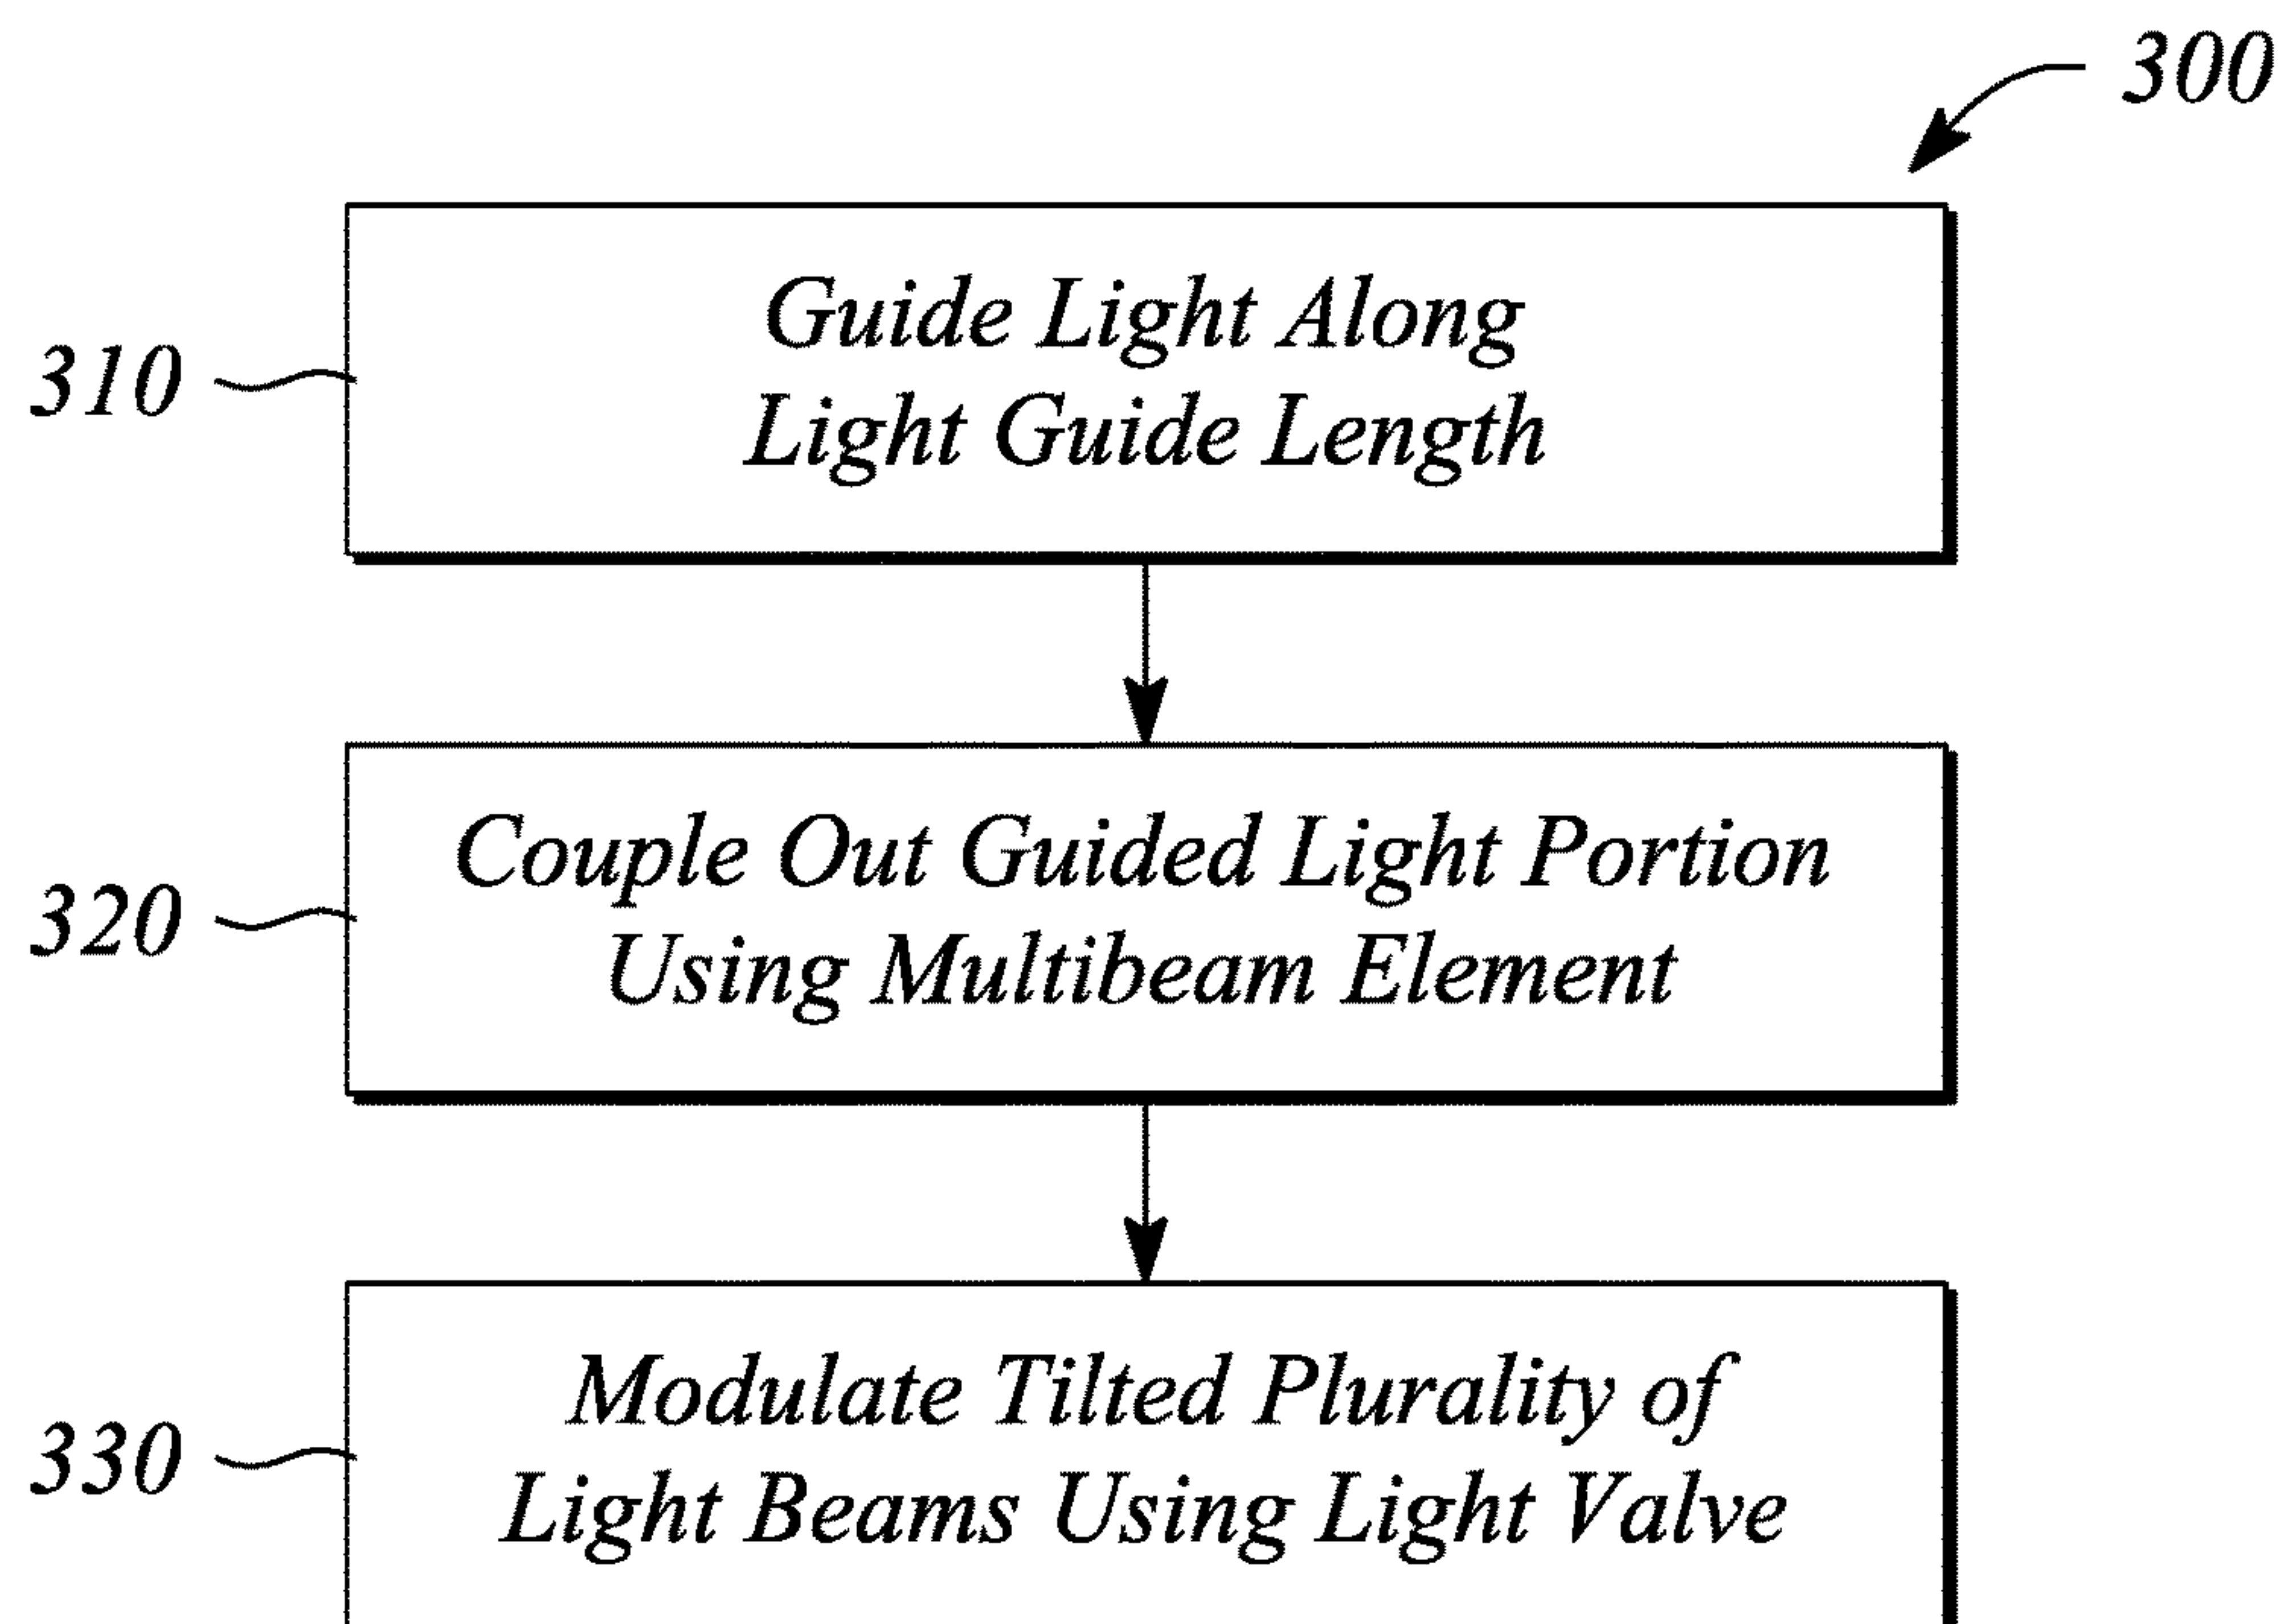 300
310
Guide Light Along
Light Guide Length
320
Couple Out Guided Light Portion
Using Multibeam Element
330
Modulate Tilted Plurality of
Light Beams Using Light Valve